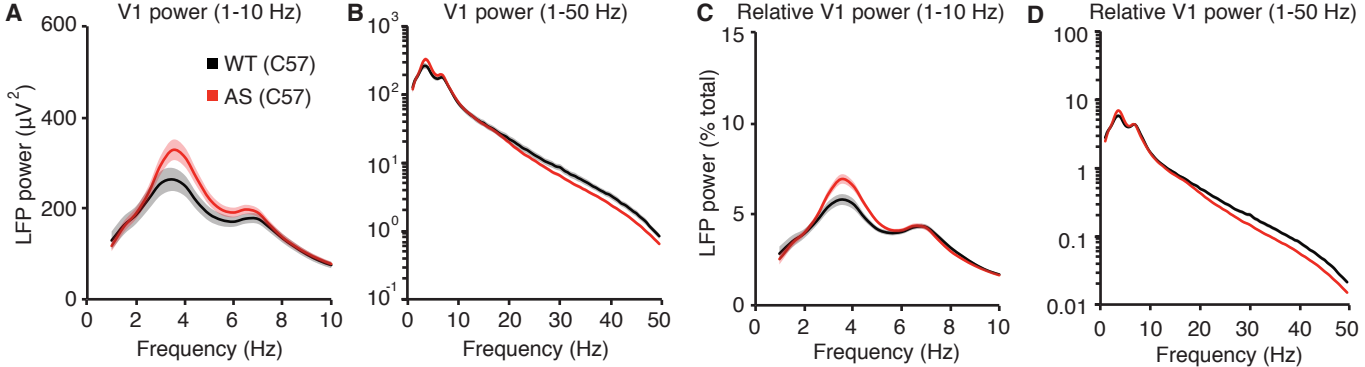 A
V1 power (1-10 Hz)
LFP power (µV²)
600
400
200
0
WT (C57)
AS (C57)
0 2 4 6 8 10
Frequency (Hz)
B
V1 power (1-50 Hz)
10³
10²
10¹
10⁰
10⁻¹
0 10 20 30 40 50
Frequency (Hz)
C
Relative V1 power (1-10 Hz)
LFP power (% total)
15
10
5
0
0 2 4 6 8 10
Frequency (Hz)
D
Relative V1 power (1-50 Hz)
100
10
1
0.1
0.01
0 10 20 30 40 50
Frequency (Hz)